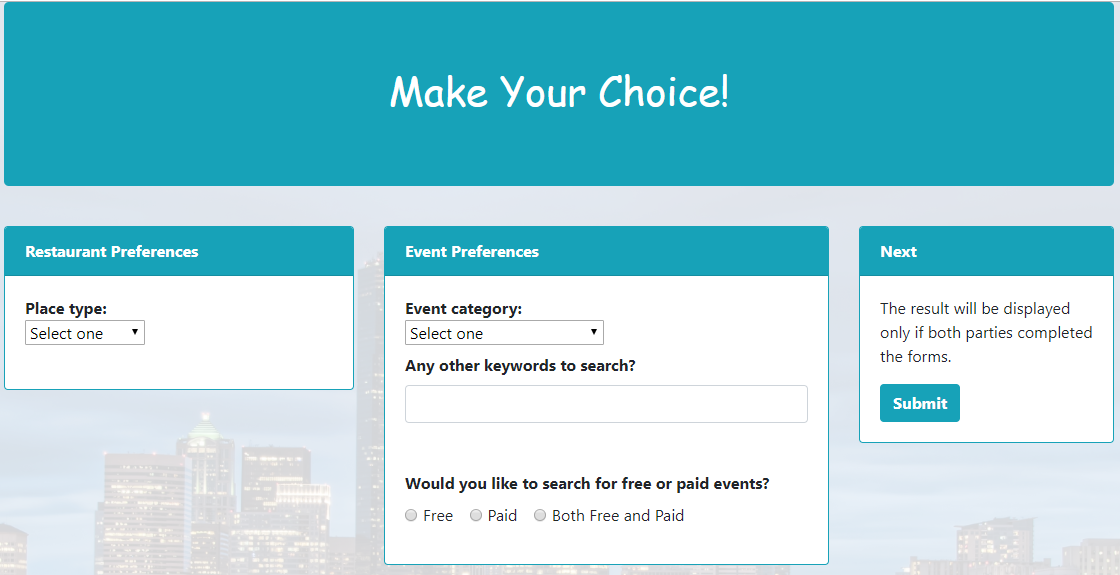 Make Your Choice!
Restaurant Preferences
Place type:
Select one
Event Preferences
Event category:
Select one
Any other keywords to search?
Would you like to search for free or paid events?
Free Paid Both Free and Paid
Next
The result will be displayed
only if both parties completed
the forms.
Submit